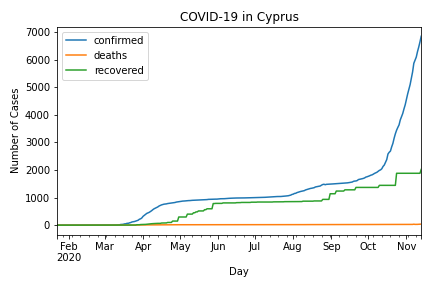 COVID-19 in Cyprus
confirmed
deaths
recovered
Number of Cases
7000
6000
5000
4000
3000
2000
1000
0
Feb Mar Apr May Jun Jul Aug Sep Oct Nov
2020
Day